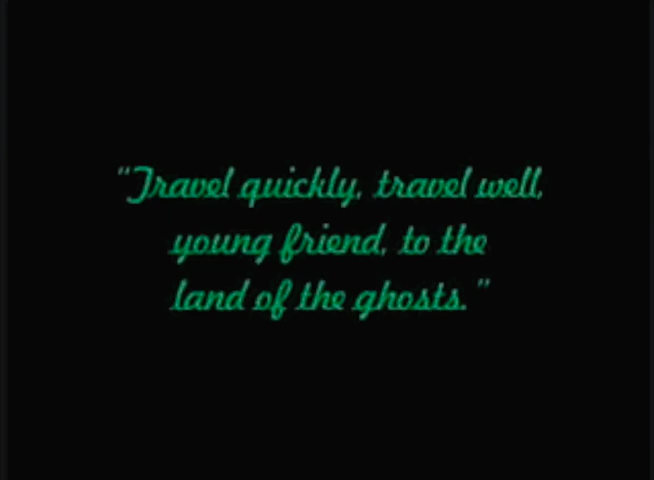 "Travel quickly, travel well,
young friend, to the
land of the ghosts."